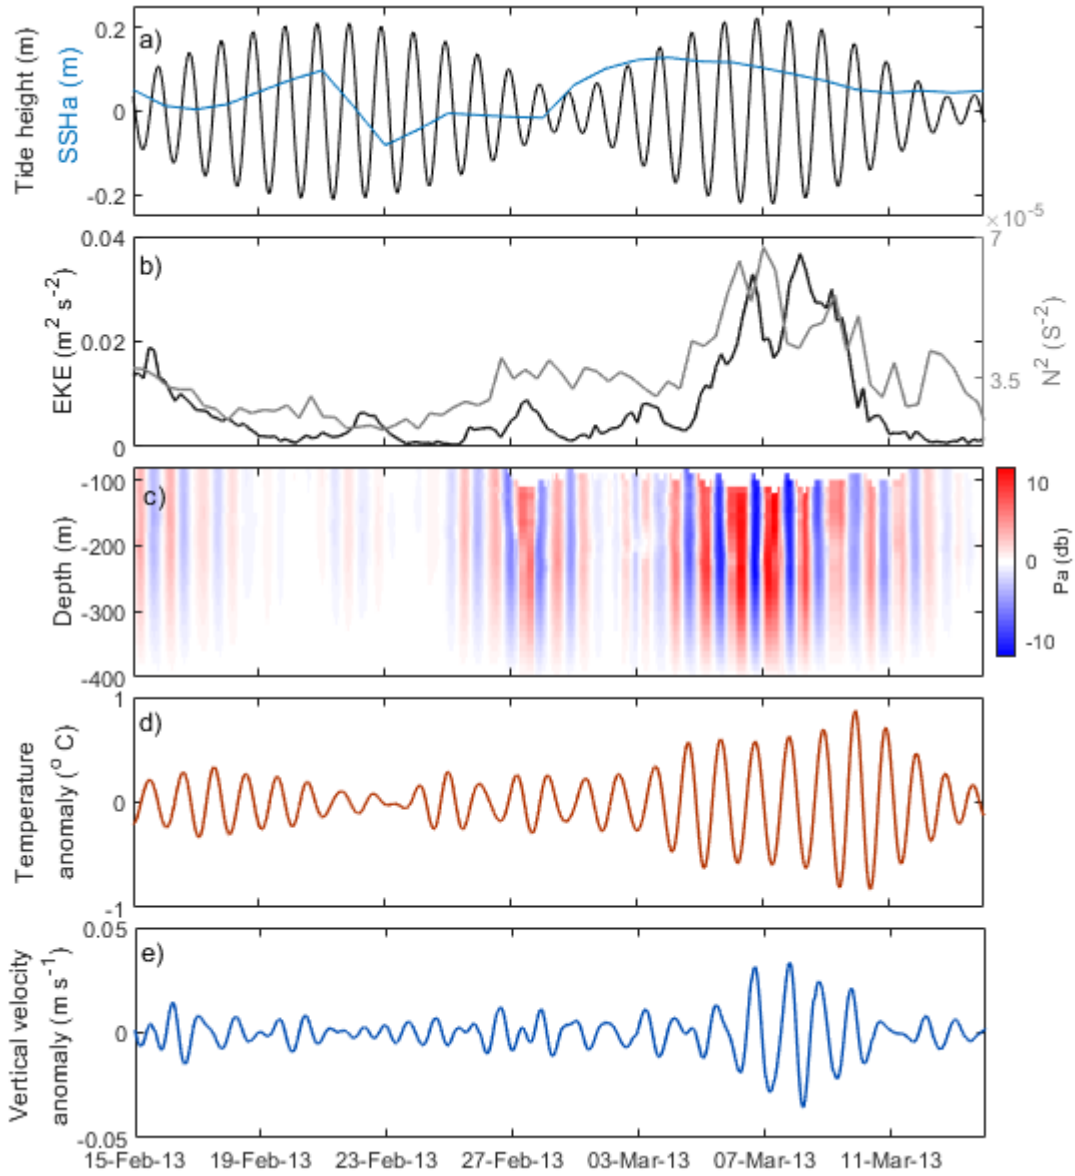 a)
0.2
0
-0.2
Tide height (m)
SSHa (m)
×10-5
b)
0.04
0.02
0
EKE (m2 s-2)
7
3.5
N2 (S-2)
c)
-100
-200
-300
-400
Depth (m)
10
0
-10
Pa (db)
d)
1
0
-1
Temperature
anomaly (o C)
e)
0.05
0
-0.05
Vertical velocity
anomaly (m s-1)
15-Feb-13 19-Feb-13 23-Feb-13 27-Feb-13 03-Mar-13 07-Mar-13 11-Mar-13